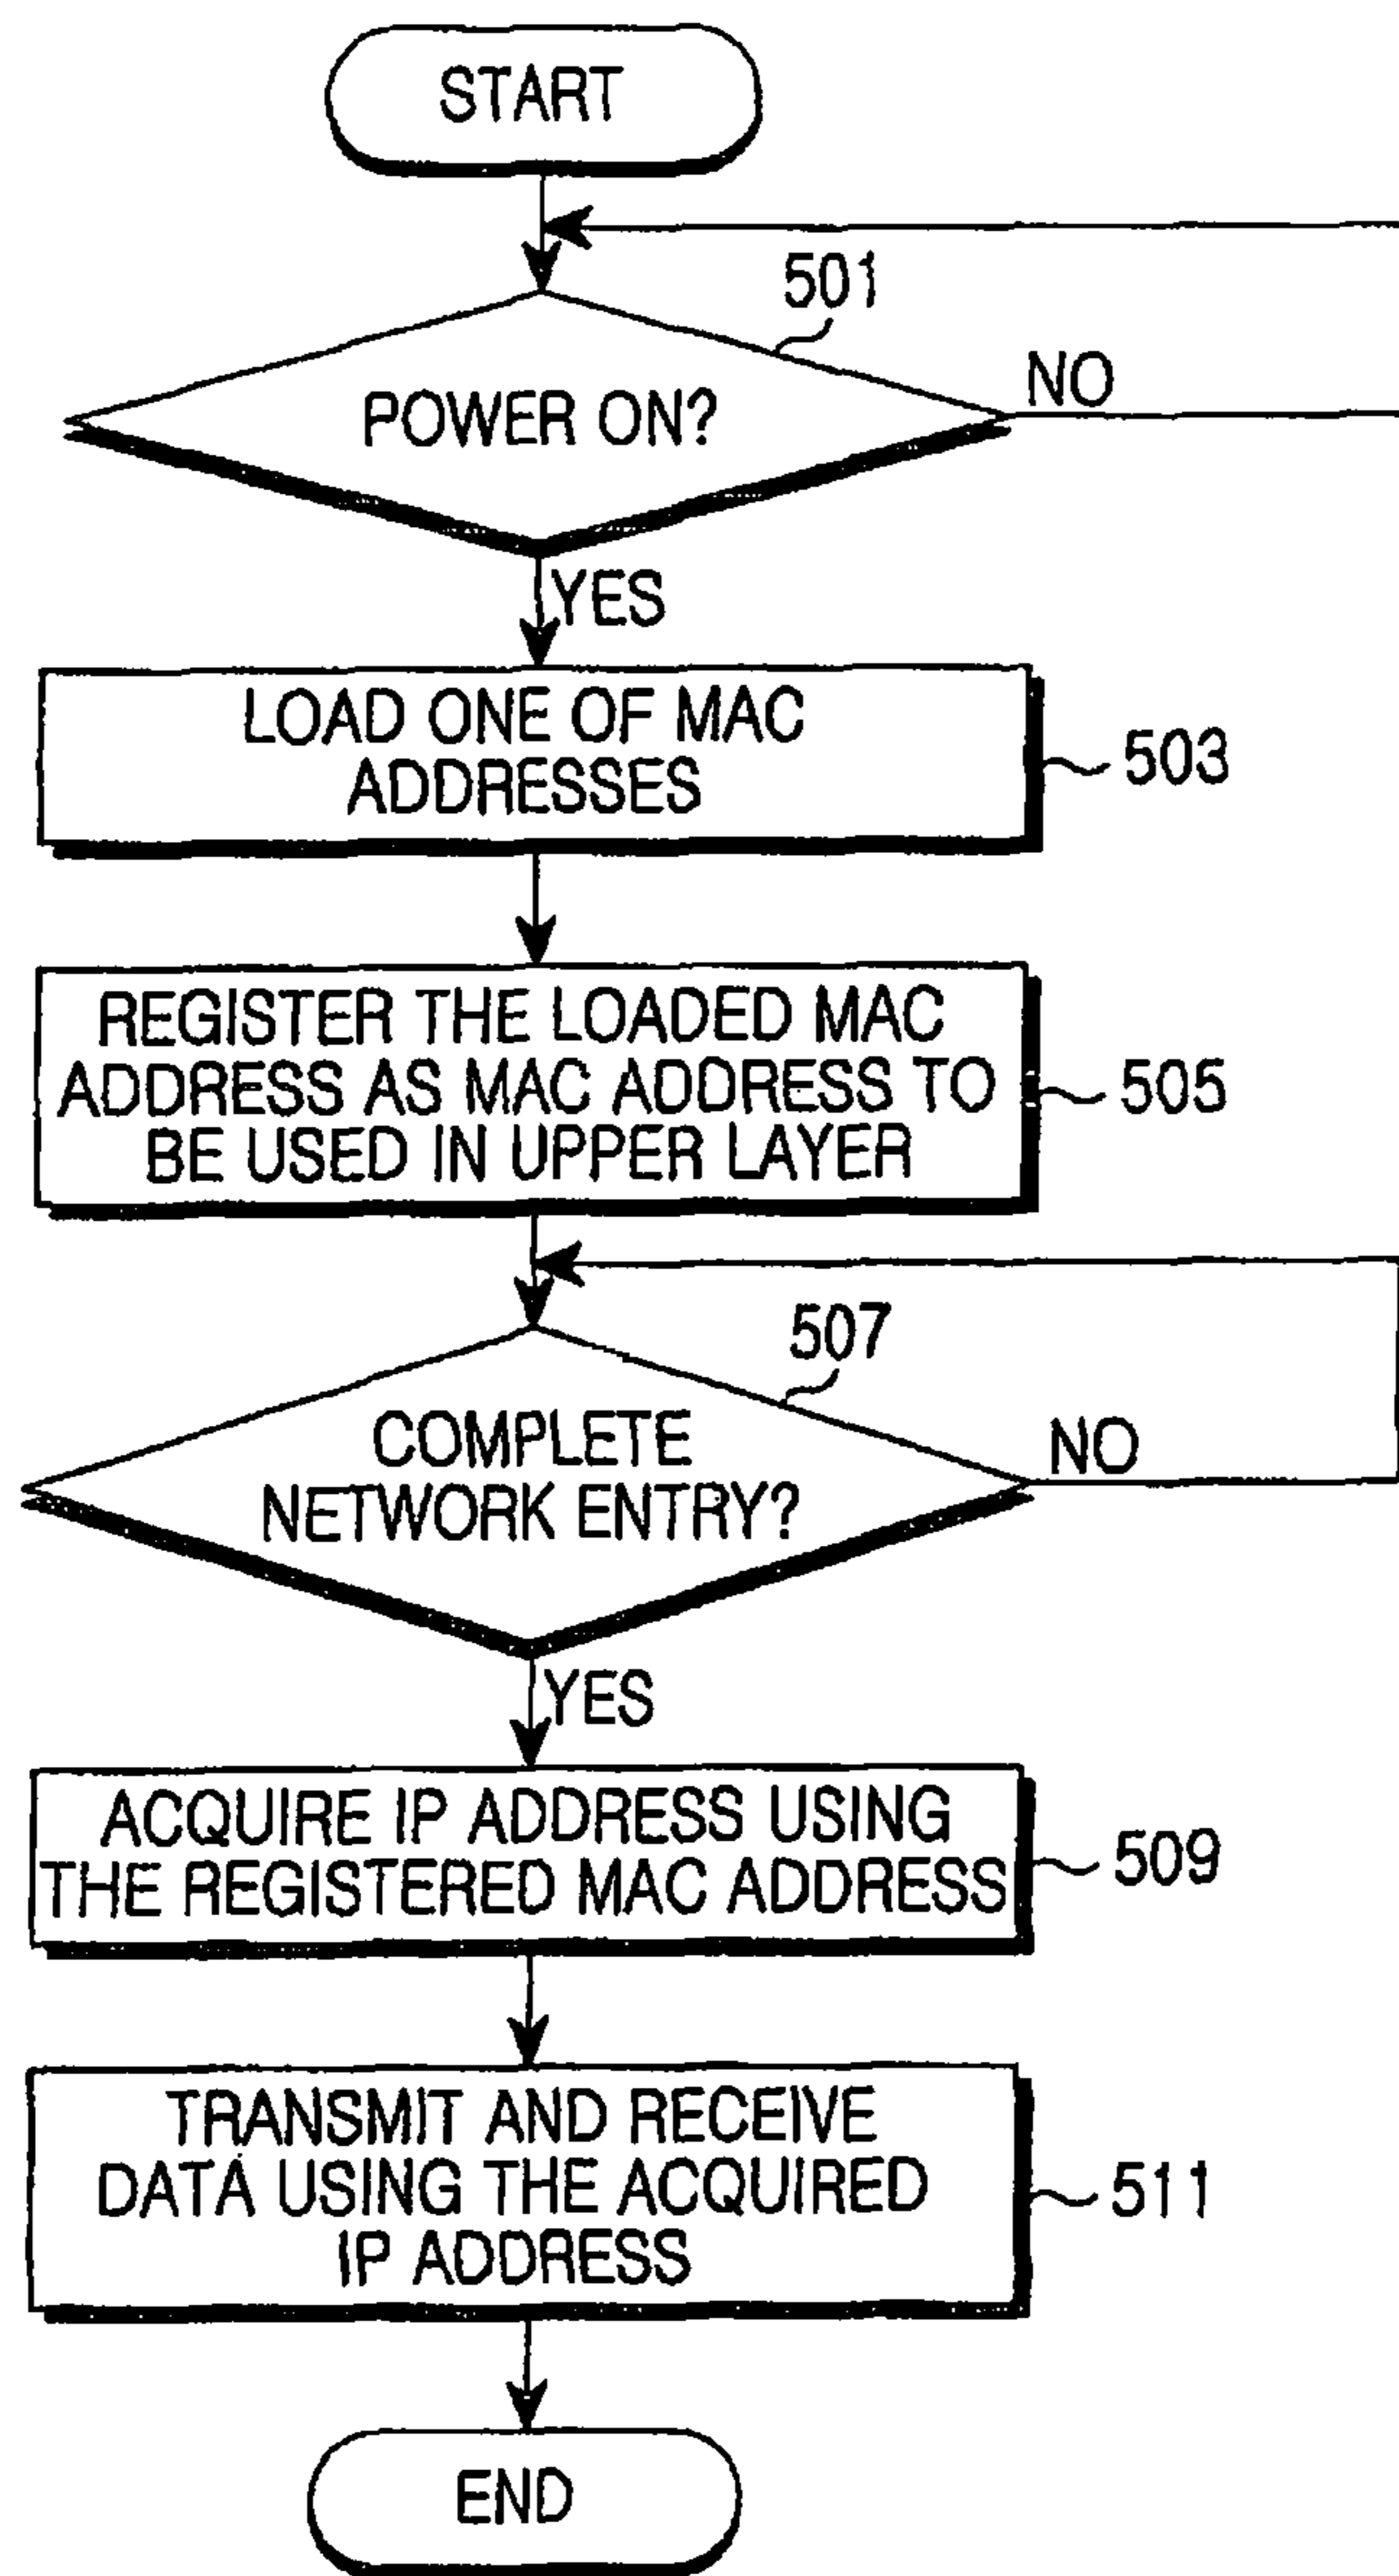 START
501
POWER ON?
NO
YES
LOAD ONE OF MAC
ADDRESSES
503
REGISTER THE LOADED MAC
ADDRESS AS MAC ADDRESS TO
BE USED IN UPPER LAYER
505
507
COMPLETE
NETWORK ENTRY?
NO
YES
ACQUIRE IP ADDRESS USING
THE REGISTERED MAC ADDRESS
509
TRANSMIT AND RECEIVE
DATA USING THE ACQUIRED
IP ADDRESS
511
END